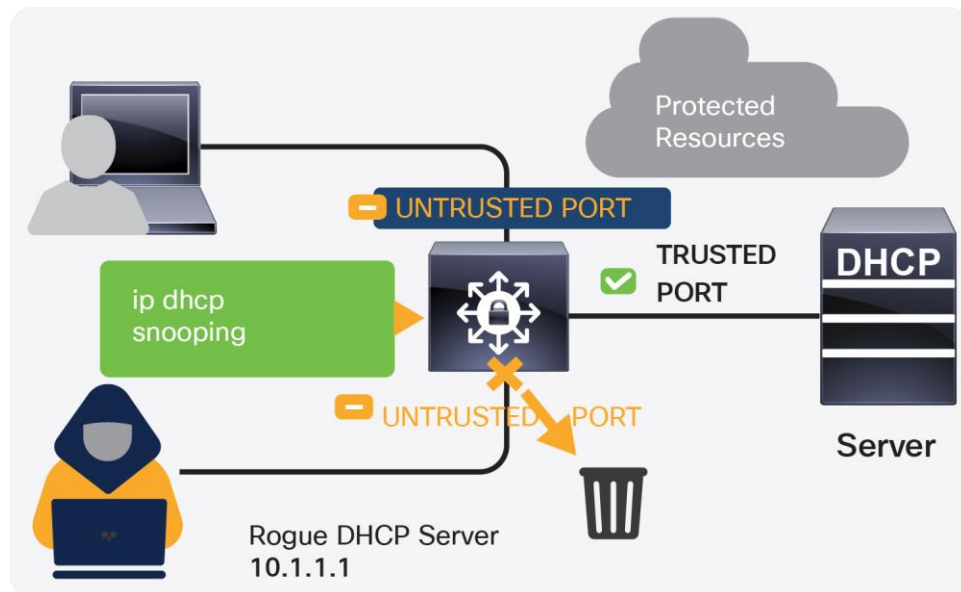 Protected
Resources
UNTRUSTED PORT
TRUSTED
PORT
DHCP
ip dhcp
snooping
UNTRUSTED PORT
Server
Rogue DHCP Server
10.1.1.1